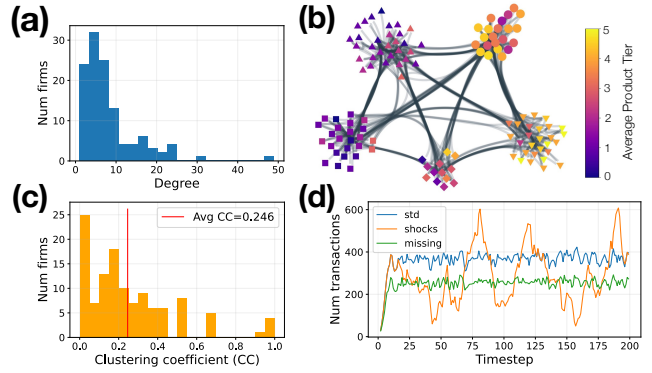 (a)
30
20
10
0
Num firms
0 10 20 30 40 50
Degree
(b)
5
4
3
2
1
0
Average Product Tier
(c)
Avg CC=0.246
25
20
15
10
5
0
Num firms
0.0 0.2 0.4 0.6 0.8 1.0
Clustering coefficient (CC)
(d)
std
shocks
missing
600
400
200
0
Num transactions
0 25 50 75 100 125 150 175 200
Timestep